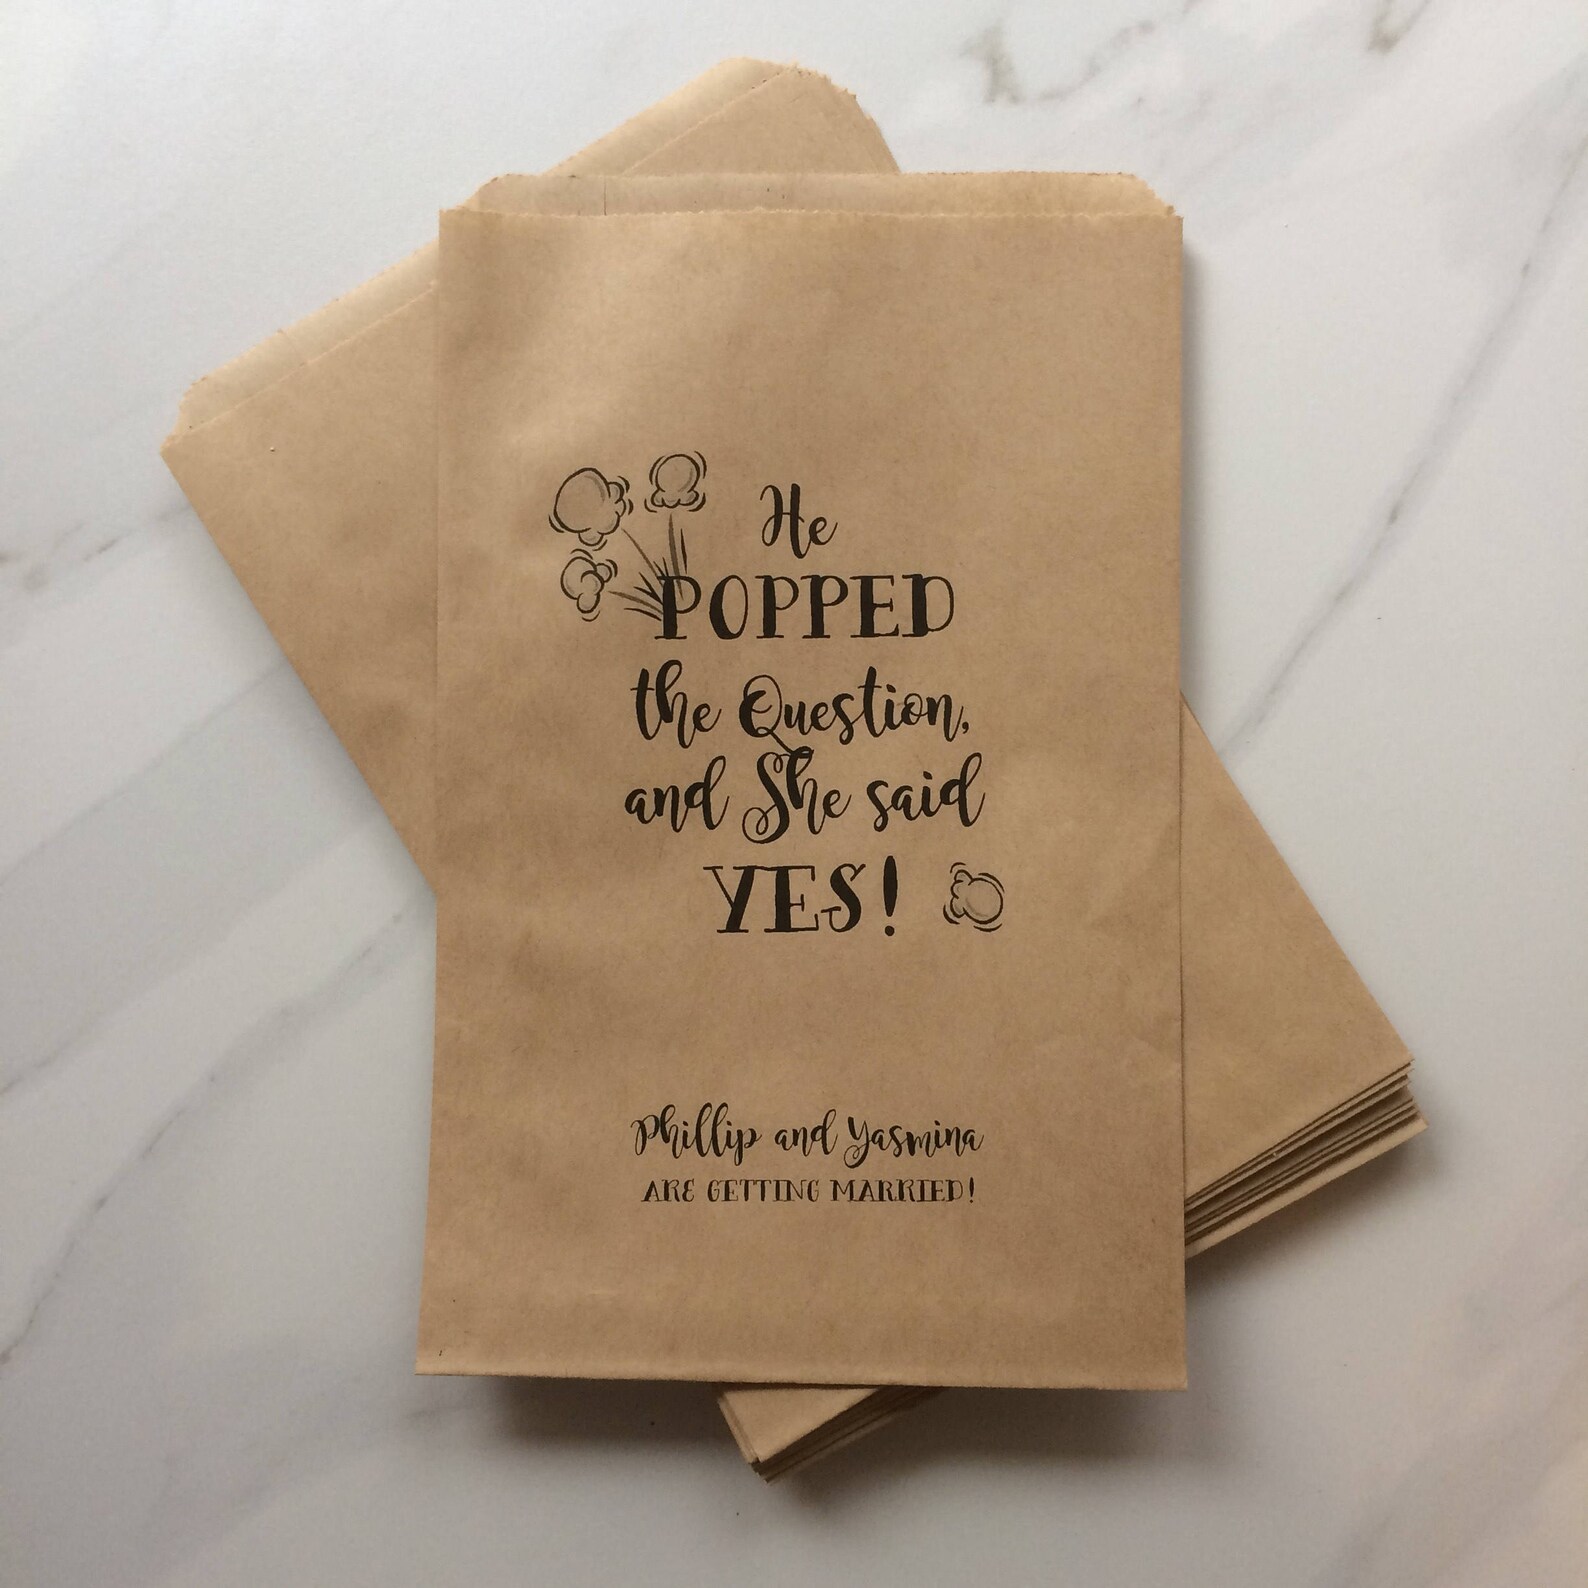 He
POPPED
the Question,
and She said
YES!
Phillip and Yasmina
ARE GETTING MARRIED!